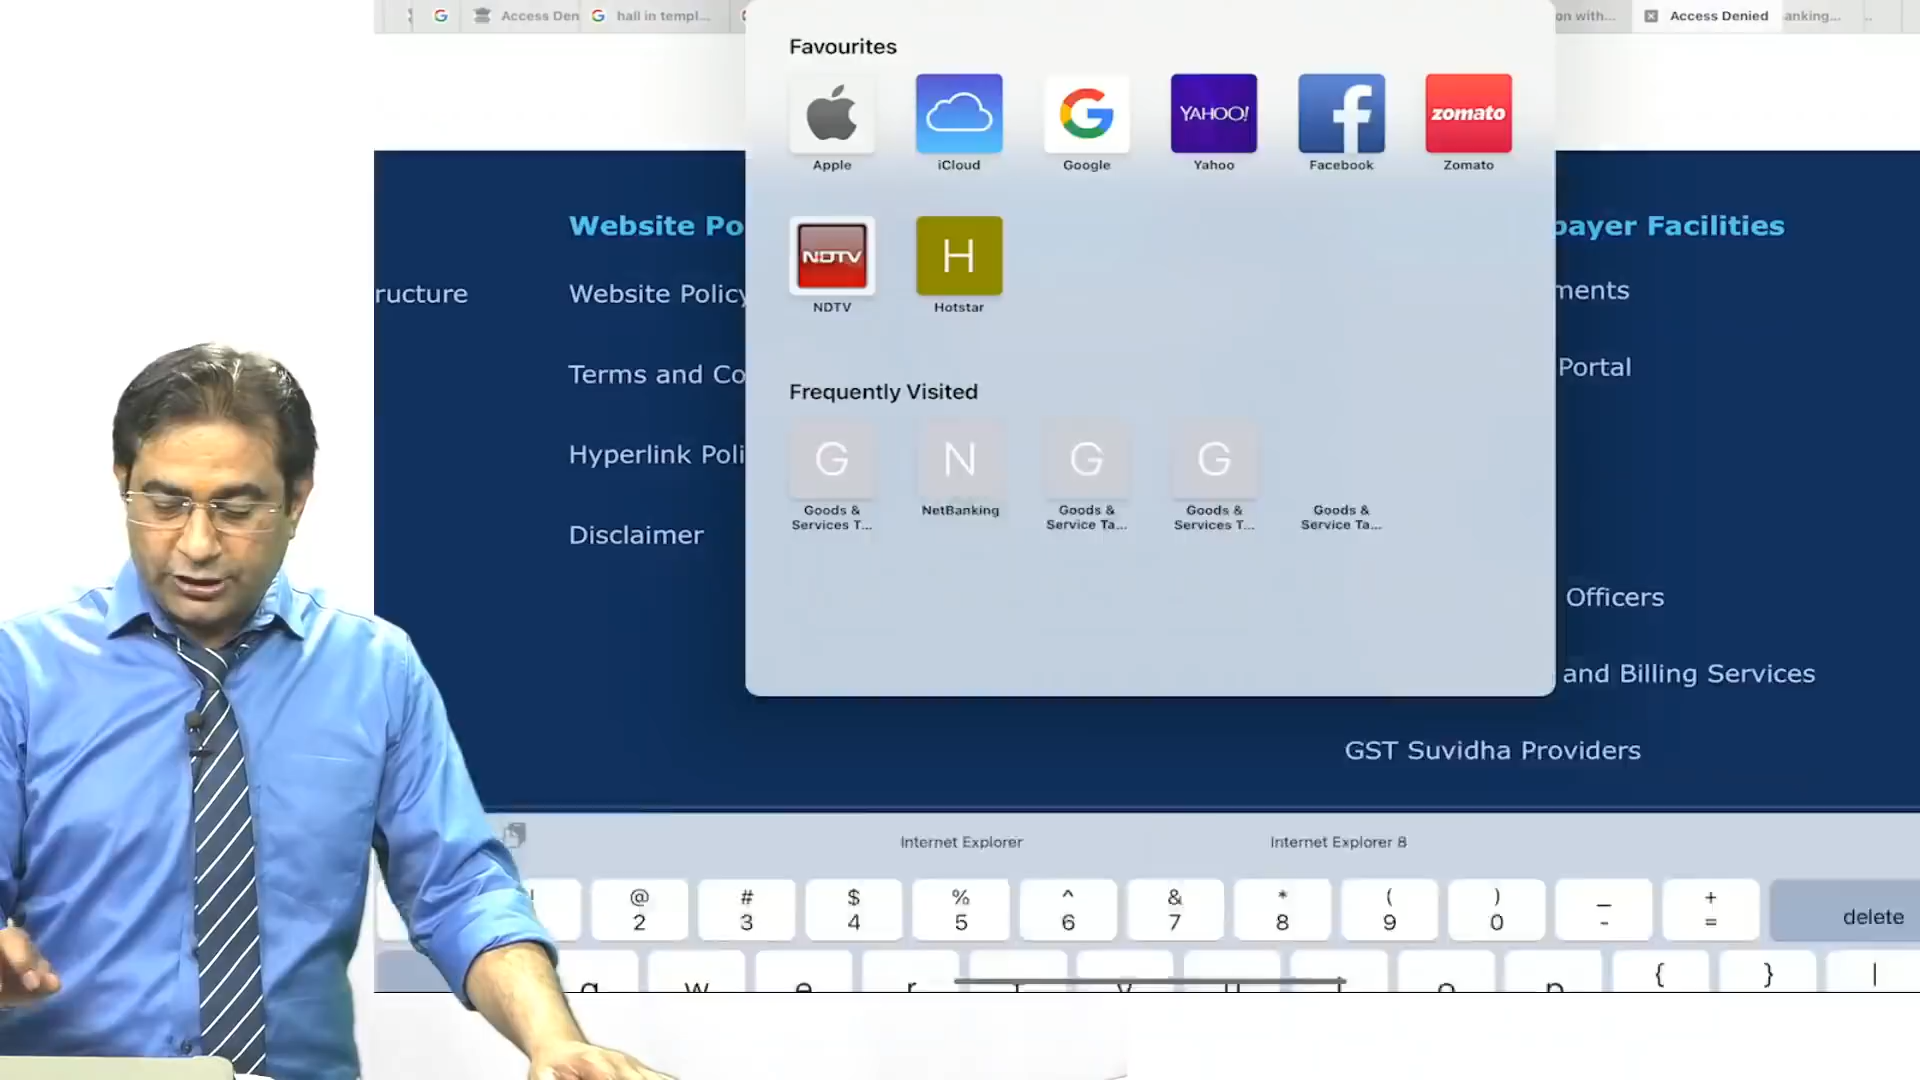 Access Den
hall in templ...
on with...
Access Denied
anking...
Favourites
YAHOO!
zomato
Apple
iCloud
Google
Yahoo
Facebook
Zomato
NDTV
H
NDTV
Hotstar
Frequently Visited
G
N
G
G
Goods &
Services T...
NetBanking
Goods &
Service Ta...
Goods &
Services T...
Goods &
Service Ta...
ructure
Website Po
Website Policy
Terms and Co
Hyperlink Poli
Disclaimer
payer Facilities
ments
Portal
Officers
and Billing Services
GST Suvidha Providers
Internet Explorer
Internet Explorer 8
@ # $ % ^ & * ( ) _ +
2 3 4 5 6 7 8 9 0 - =
delete
q w e r t y u i o p { } |